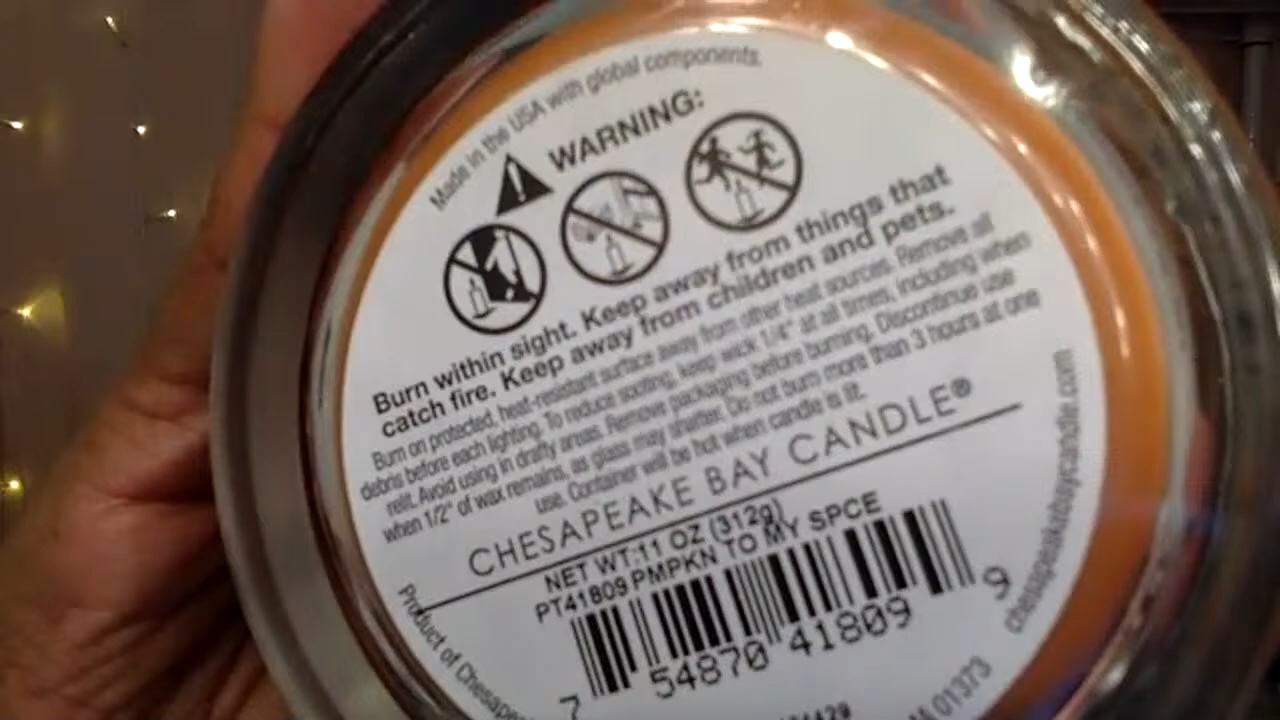 Made in the USA with global components.
WARNING:
Burn within sight. Keep away from things that
catch fire. Keep away from children and pets.
Burn on protected, heat-resistant surface away from other heat sources. Remove all
debris before each lighting. To reduce sooting, keep wick 1/4" at all times, including when
relit. Avoid using in drafty areas. Remove packaging before burning. Discontinue use
when 1/2" of wax remains, as glass may shatter. Do not burn more than 3 hours at one
use. Container will be hot when candle is lit.
CHESAPEAKE BAY CANDLE®
NET WT:11 OZ (312g)
PT41809 PMPKN TO MY SPCE
7 54870 41809 9
chesapeakebaycandle.com
Product of Chesape
MA 01373